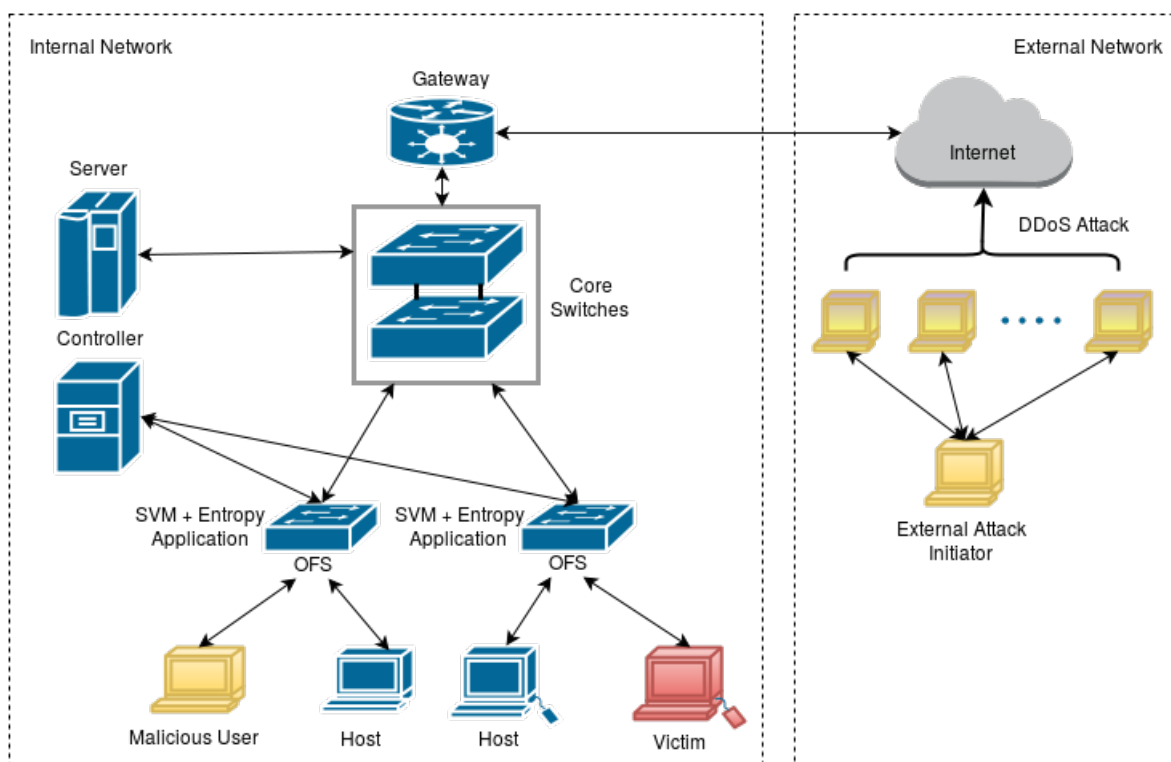 Internal Network
External Network
Gateway
Internet
Server
DDoS Attack
Core
Switches
Controller
SVM + Entropy
Application
SVM + Entropy
Application
OFS
OFS
External Attack
Initiator
Malicious User
Host
Host
Victim